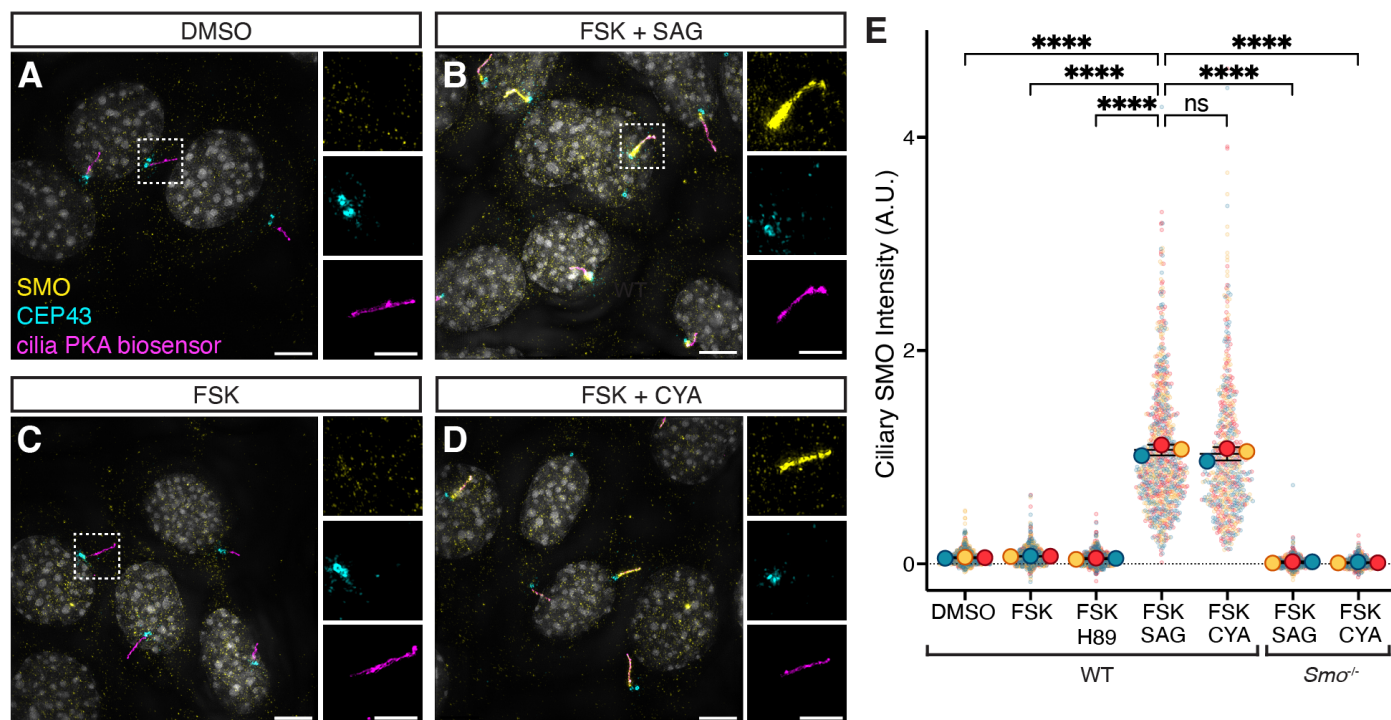 DMSO
FSK + SAG
A
B
SMO
CEP43
cilia PKA biosensor
WT
FSK
FSK + CYA
C
D
E
****
****
****
****
****
ns
Ciliary SMO Intensity (A.U.)
4
2
0
DMSO
FSK
FSK
H89
FSK
SAG
FSK
CYA
FSK
SAG
FSK
CYA
WT
Smo-/-